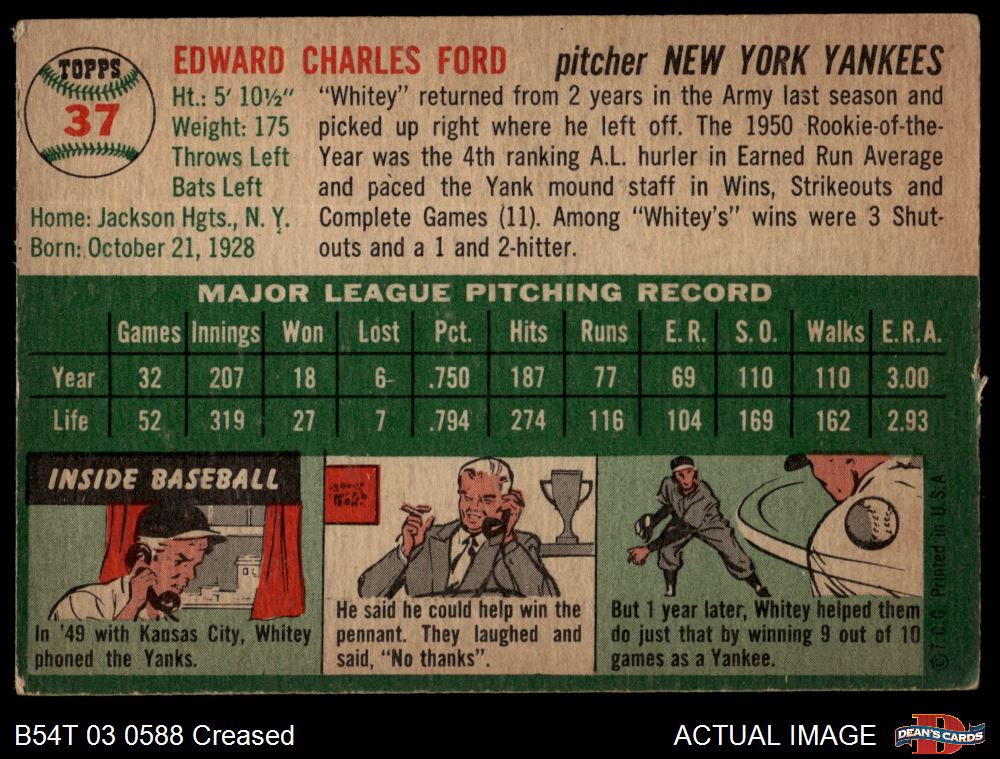 TOPPS
37
EDWARD CHARLES FORD pitcher NEW YORK YANKEES
Ht.: 5' 10½"
Weight: 175
Throws Left
Bats Left
Home: Jackson Hgts., N. Y.
Born: October 21, 1928
"Whitey" returned from 2 years in the Army last season and
picked up right where he left off. The 1950 Rookie-of-the-
Year was the 4th ranking A.L. hurler in Earned Run Average
and paced the Yank mound staff in Wins, Strikeouts and
Complete Games (11). Among "Whitey's" wins were 3 Shut-
outs and a 1 and 2-hitter.
MAJOR LEAGUE PITCHING RECORD
Games Innings Won Lost Pct. Hits Runs E. R. S. O. Walks E.R.A.
Year 32 207 18 6 .750 187 77 69 110 110 3.00
Life 52 319 27 7 .794 274 116 104 169 162 2.93
INSIDE BASEBALL
In '49 with Kansas City, Whitey
phoned the Yanks.
He said he could help win the
pennant. They laughed and
said, "No thanks".
But 1 year later, Whitey helped them
do just that by winning 9 out of 10
games as a Yankee.
© T. C. G. Printed in U.S.A.
B54T 03 0588 Creased
ACTUAL IMAGE
D
DEAN'S CARDS